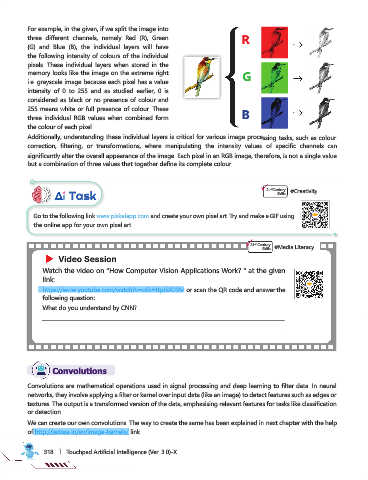 For example, in the given, if we split the image into
three different channels, namely Red (R), Green
(G) and Blue (B), the individual layers will have
the following intensity of colours of the individual
pixels These individual layers when stored in the
memory looks like the image on the extreme right
i e greyscale image because each pixel has a value
intensity of 0 to 255 and as studied earlier, 0 is
considered as black or no presence of colour and
255 means white or full presence of colour These
three individual RGB values when combined form
the colour of each pixel
R
G
B
Additionally, understanding these individual layers is critical for various image processing tasks, such as colour
correction, filtering, or transformations, where manipulating the intensity values of specific channels can
significantly alter the overall appearance of the image Each pixel in an RGB image, therefore, is not a single value
but a combination of three values that together define its complete colour
Ai Task
21st Century Skills
#Creativity
Go to the following link www.piskelapp.com and create your own pixel art Try and make a GIF using
the online app for your own pixel art
21st Century Skills
#Media Literacy
Video Session
Watch the video on "How Computer Vision Applications Work? " at the given
link:
or scan the QR code and answer the
following question:
What do you understand by CNN?
Convolutions
Convolutions are mathematical operations used in signal processing and deep learning to filter data In neural
networks, they involve applying a filter or kernel over input data (like an image) to detect features such as edges or
textures The output is a transformed version of the data, emphasising relevant features for tasks like classification
or detection
We can create our own convolutions The way to create the same has been explained in next chapter with the help
of http://setosa.io/ev/image-kernels/ link
318 | Touchpad Artificial Intelligence (Ver 3 0)-X